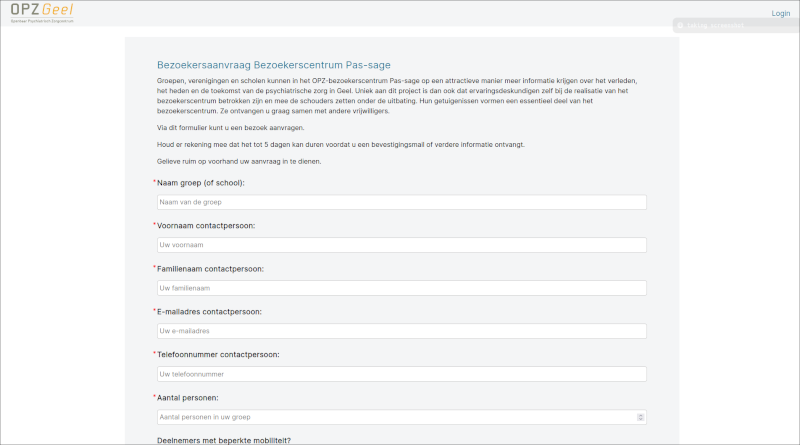 OPZ Geel
Openbaar Psychiatrisch Zorgcentrum
Login
Bezoekersaanvraag Bezoekerscentrum Pas-sage
Groepen, verenigingen en scholen kunnen in het OPZ-bezoekerscentrum Pas-sage op een attractieve manier meer informatie krijgen over het verleden,
het heden en de toekomst van de psychiatrische zorg in Geel. Uniek aan dit project is dan ook dat ervaringsdeskundigen zelf bij de realisatie van het
bezoekerscentrum betrokken zijn en mee de schouders zetten onder de uitbating. Hun getuigenissen vormen een essentieel deel van het
bezoekerscentrum. Ze ontvangen u graag samen met andere vrijwilligers.
Via dit formulier kunt u een bezoek aanvragen.
Houd er rekening mee dat het tot 5 dagen kan duren voordat u een bevestigingsmail of verdere informatie ontvangt.
Gelieve ruim op voorhand uw aanvraag in te dienen.
*Naam groep (of school):
Naam van de groep
*Voornaam contactpersoon:
Uw voornaam
*Familienaam contactpersoon:
Uw familienaam
*E-mailadres contactpersoon:
Uw e-mailadres
*Telefoonnummer contactpersoon:
Uw telefoonnummer
*Aantal personen:
Aantal personen in uw groep
Deelnemers met beperkte mobiliteit?